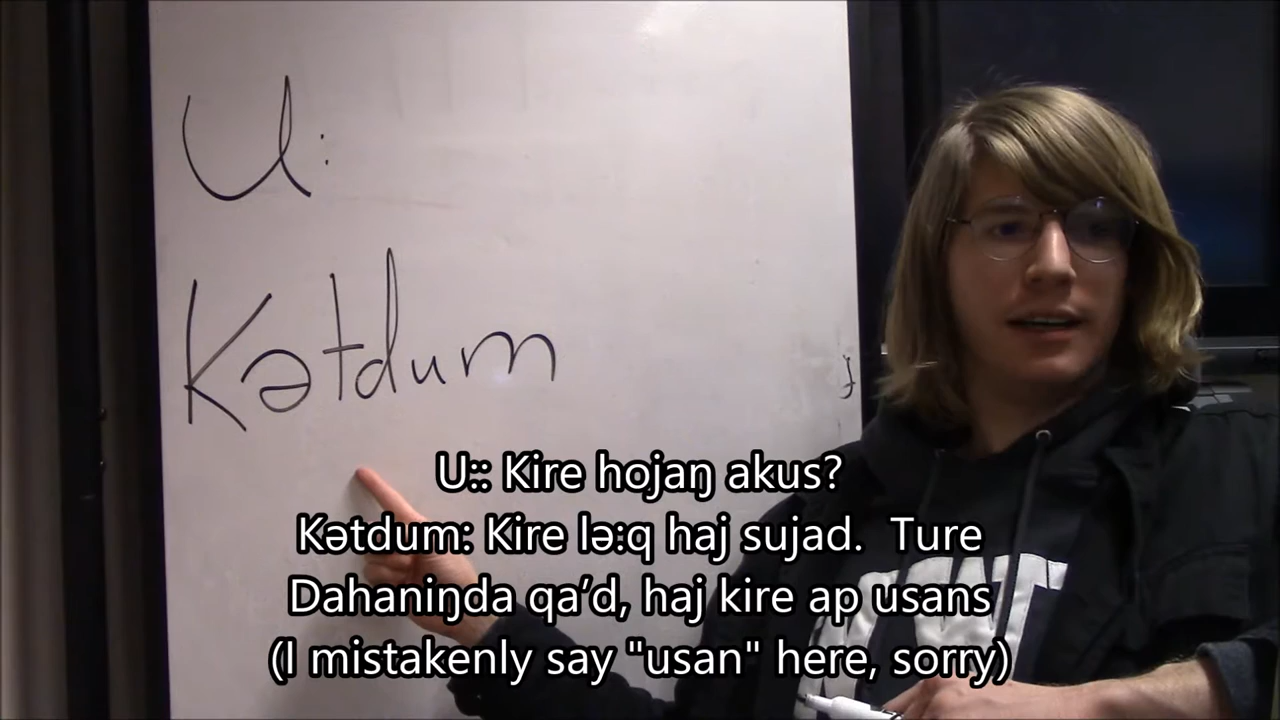 U:
Kətdum
U:: Kire hojaŋ akus?
Kətdum: Kire lə:q haj sujad.  Ture
Dahaniŋda qa’d, haj kire ap usans
(I mistakenly say "usan" here, sorry)